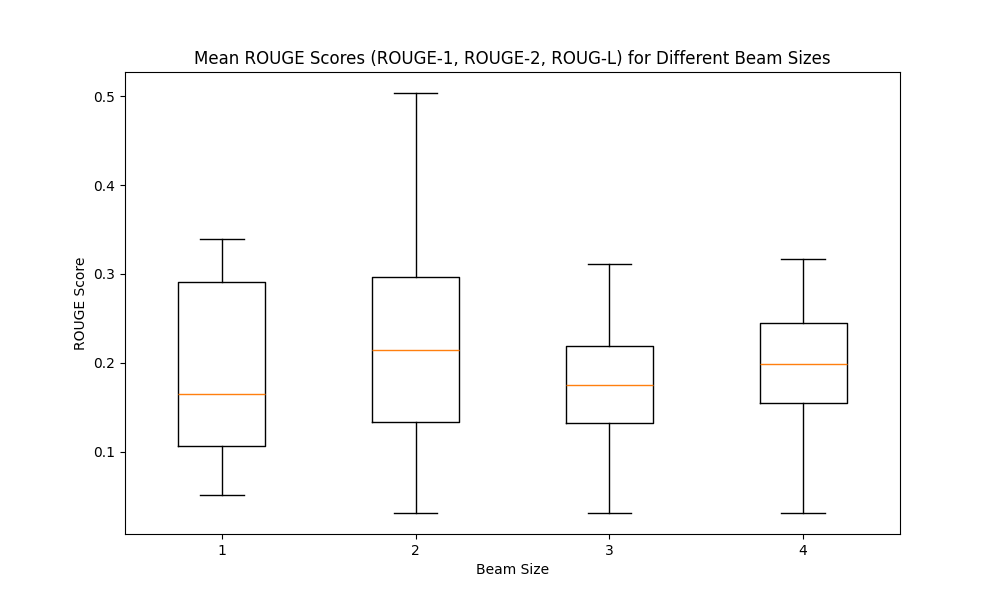 Mean ROUGE Scores (ROUGE-1, ROUGE-2, ROUG-L) for Different Beam Sizes
ROUGE Score
0.5
0.4
0.3
0.2
0.1
1 2 3 4
Beam Size